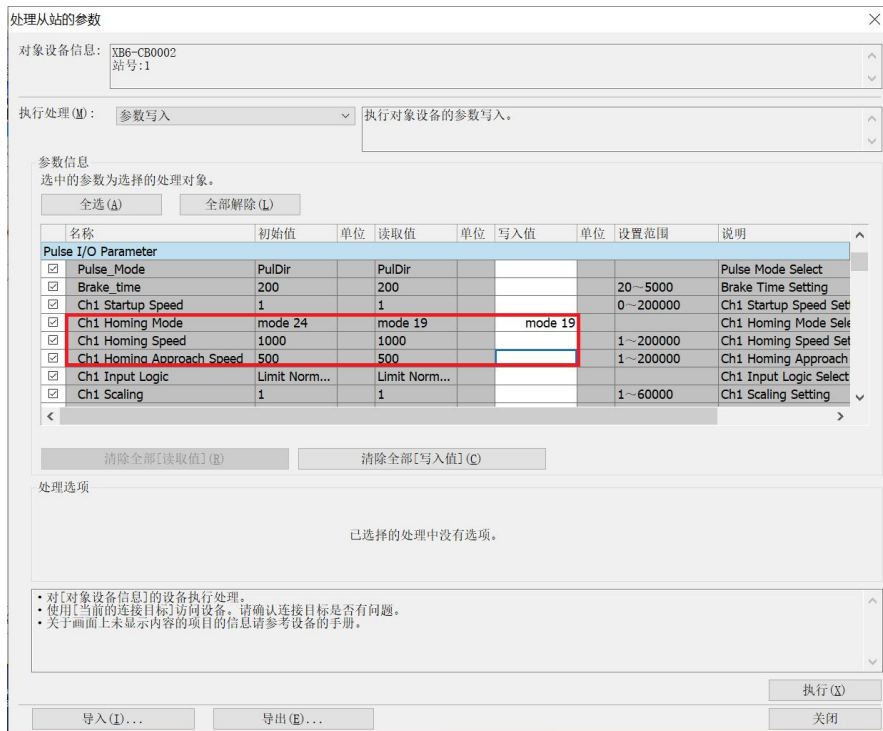 处理从站的参数
对象设备信息: XB6-CB0002
站号:1
执行处理(M): 参数写入 执行对象设备的参数写入。
参数信息
选中的参数为选择的处理对象。
全选(A) 全部解除(L)
名称 初始值 单位 读取值 单位 写入值 单位 设置范围 说明
Pulse I/O Parameter
Pulse_Mode PulDir PulDir Pulse Mode Select
Brake_time 200 200 20～5000 Brake Time Setting
Ch1 Startup Speed 1 1 0～200000 Ch1 Startup Speed Sett
Ch1 Homing Mode mode 24 mode 19 mode 19 Ch1 Homing Mode Sele
Ch1 Homing Speed 1000 1000 1～200000 Ch1 Homing Speed Set
Ch1 Homing Approach Speed 500 500 1～200000 Ch1 Homing Approach
Ch1 Input Logic Limit Norm... Limit Norm... Ch1 Input Logic Select
Ch1 Scaling 1 1 1～60000 Ch1 Scaling Setting
清除全部[读取值](R) 清除全部[写入值](C)
处理选项
已选择的处理中没有选项。
・对[对象设备信息]的设备执行处理。
・使用[当前的连接目标]访问设备。请确认连接目标是否有问题。
・关于画面上未显示内容的项目的信息请参考设备的手册。
执行(X)
导入(I)... 导出(E)... 关闭